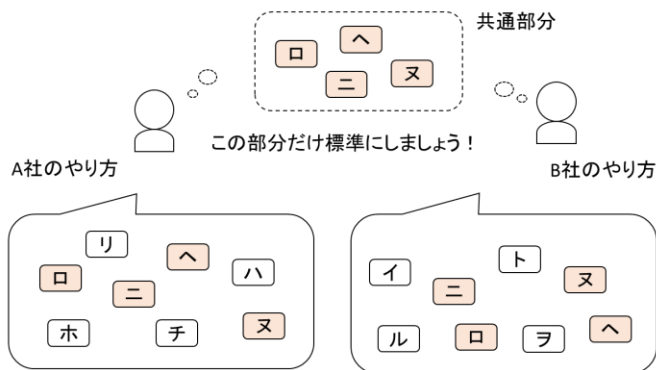 共通部分
ロ
ヘ
ニ
ヌ
この部分だけ標準にしましょう！
A社のやり方
B社のやり方
リ
ヘ
ロ
ハ
ニ
ホ
チ
ヌ
イ
ト
ニ
ヌ
ル
ロ
ヲ
ヘ